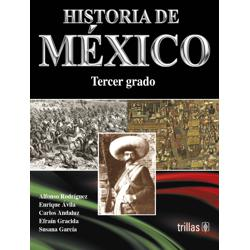 HISTORIA DE
MÉXICO
Tercer grado
Alfonso Rodríguez
Enrique Ávila
Carlos Andaluz
Efraín Gracida
Susana García
trillas